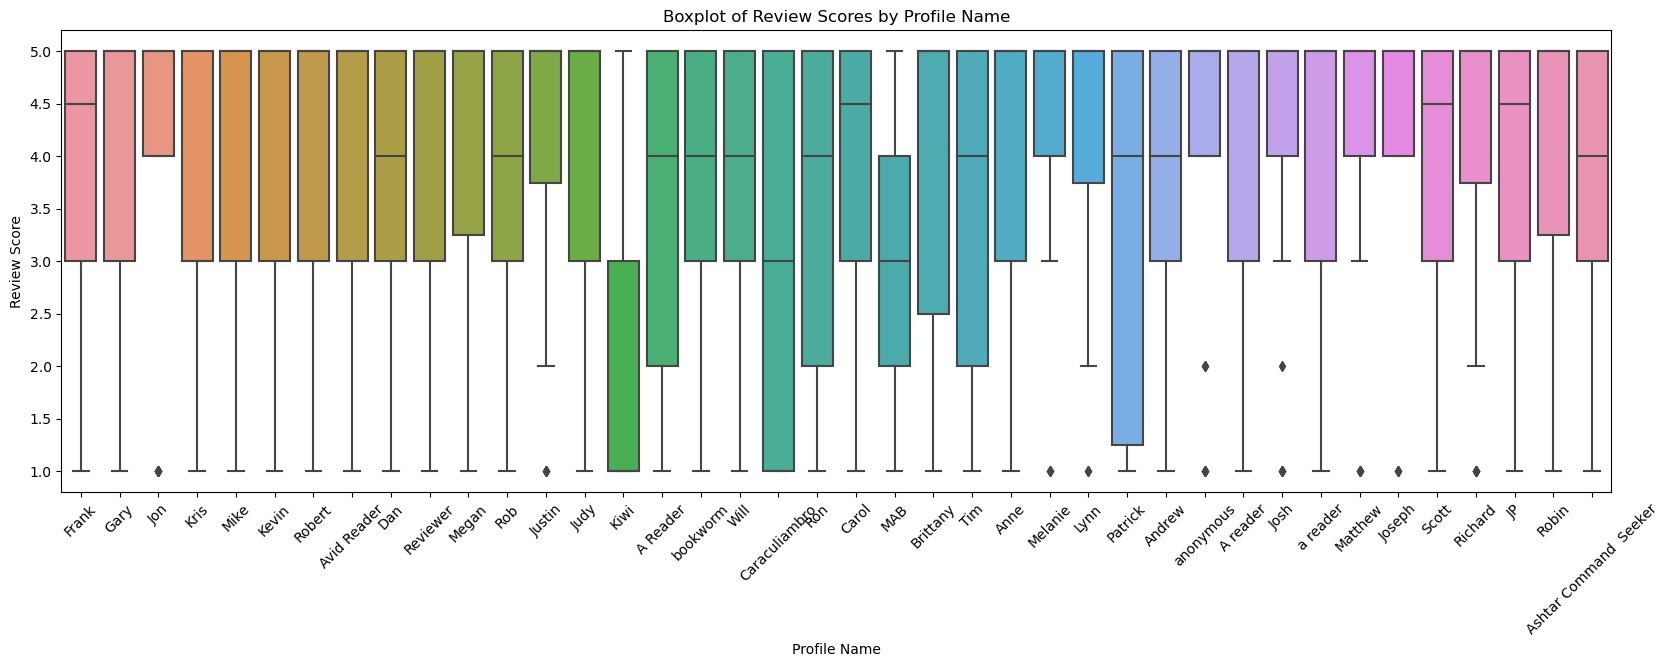 Boxplot of Review Scores by Profile Name
Review Score
5.0
4.5
4.0
3.5
3.0
2.5
2.0
1.5
1.0
Frank
Gary
Jon
Kris
Mike
Kevin
Robert
Avid Reader
Dan
Reviewer
Megan
Rob
Justin
Judy
Kiwi
A Reader
bookworm
Will
Caraculiambro
Ron
Carol
MAB
Brittany
Tim
Anne
Melanie
Lynn
Patrick
Andrew
anonymous
A reader
Josh
a reader
Matthew
Joseph
Scott
Richard
JP
Robin
Ashtar Command  Seeker
Profile Name